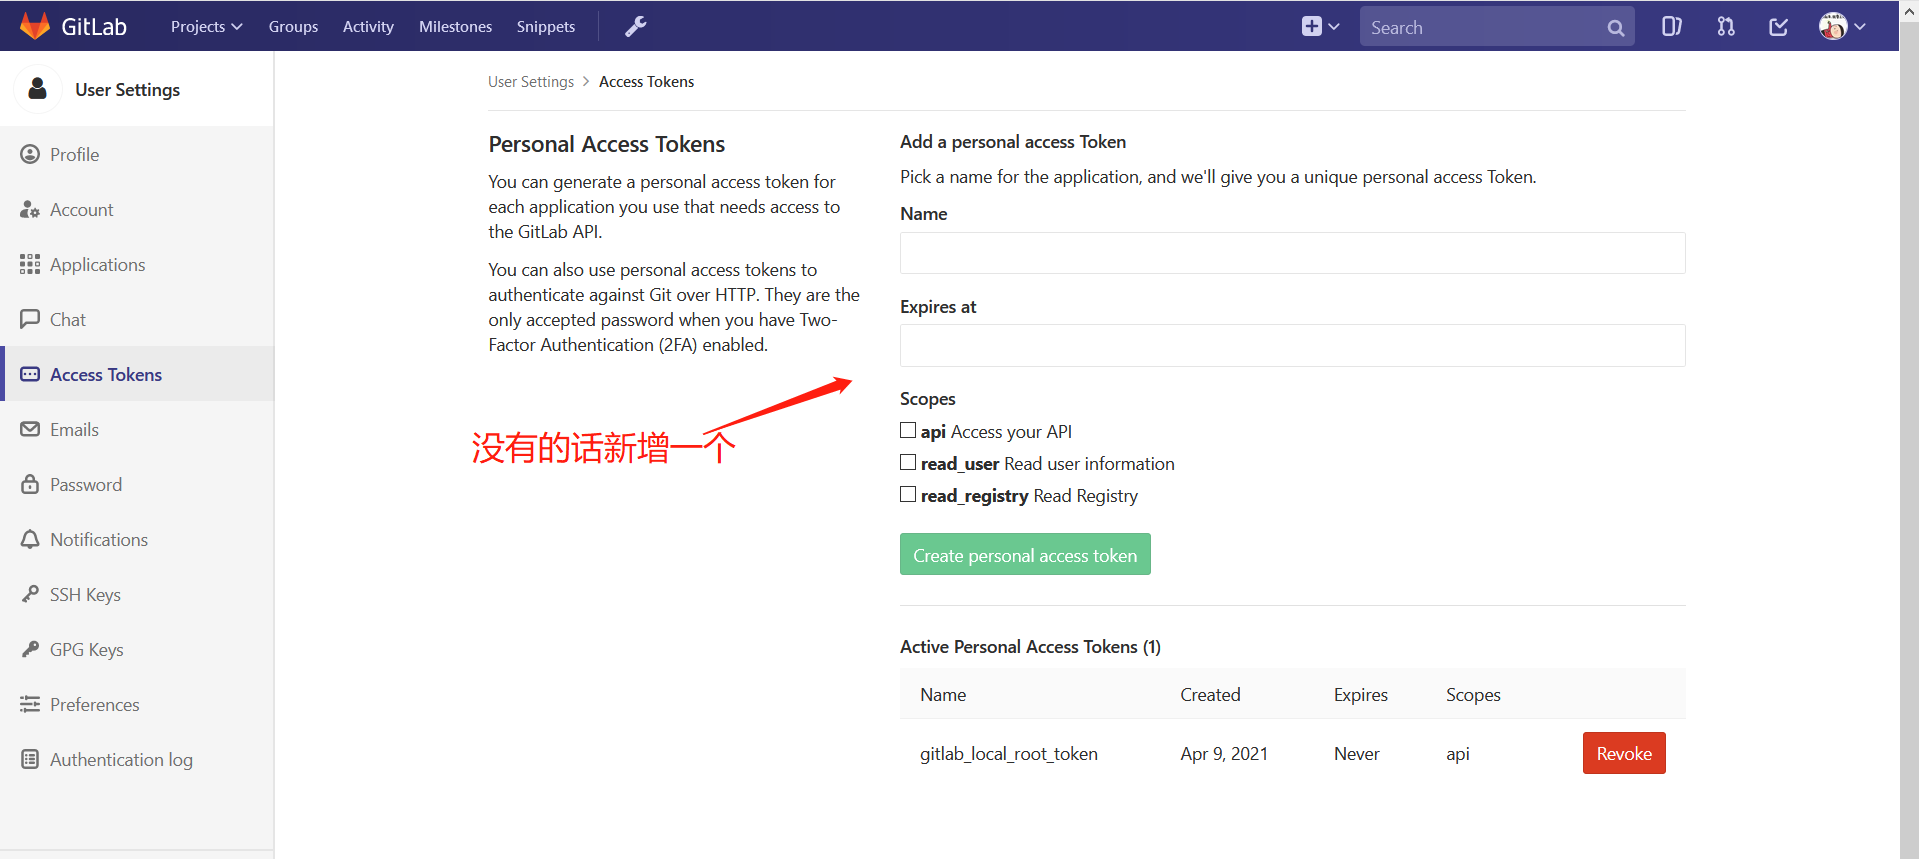 GitLab Projects Groups Activity Milestones Snippets Search
User Settings
Profile
Account
Applications
Chat
Access Tokens
Emails
Password
Notifications
SSH Keys
GPG Keys
Preferences
Authentication log
User Settings > Access Tokens
Personal Access Tokens
You can generate a personal access token for
each application you use that needs access to
the GitLab API.
You can also use personal access tokens to
authenticate against Git over HTTP. They are the
only accepted password when you have Two-
Factor Authentication (2FA) enabled.
没有的话新增一个
Add a personal access Token
Pick a name for the application, and we'll give you a unique personal access Token.
Name
Expires at
Scopes
api Access your API
read_user Read user information
read_registry Read Registry
Create personal access token
Active Personal Access Tokens (1)
Name Created Expires Scopes
gitlab_local_root_token Apr 9, 2021 Never api Revoke